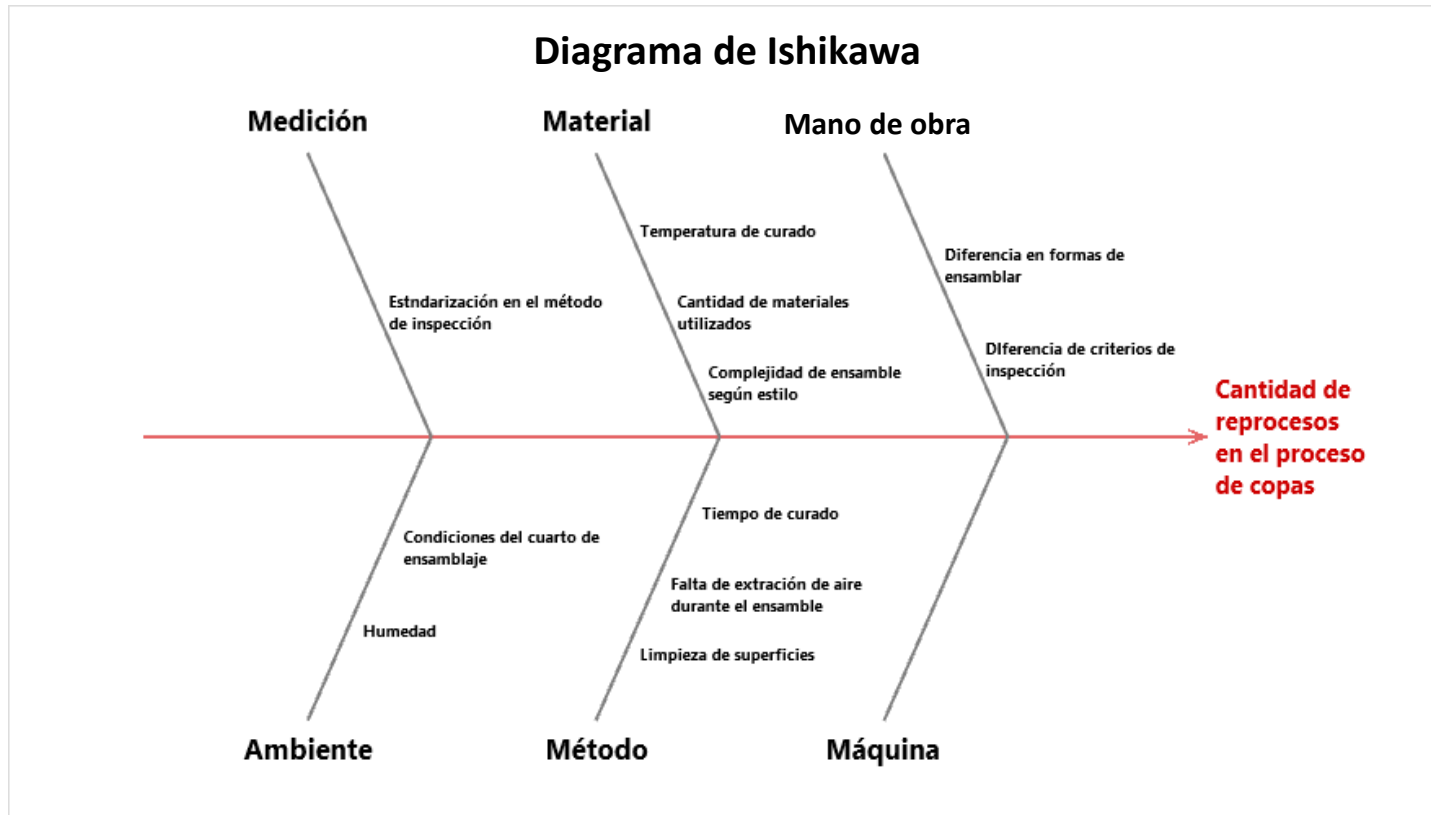 Diagrama de Ishikawa
Medición
Material
Mano de obra
Temperatura de curado
Diferencia en formas de
ensamblar
Estndarización en el método
de inspección
Cantidad de materiales
utilizados
DIferencia de criterios de
inspección
Complejidad de ensamble
según estilo
Cantidad de
reprocesos
en el proceso
de copas
Tiempo de curado
Condiciones del cuarto de
ensamblaje
Falta de extracción de aire
durante el ensamble
Humedad
Limpieza de superficies
Ambiente
Método
Máquina